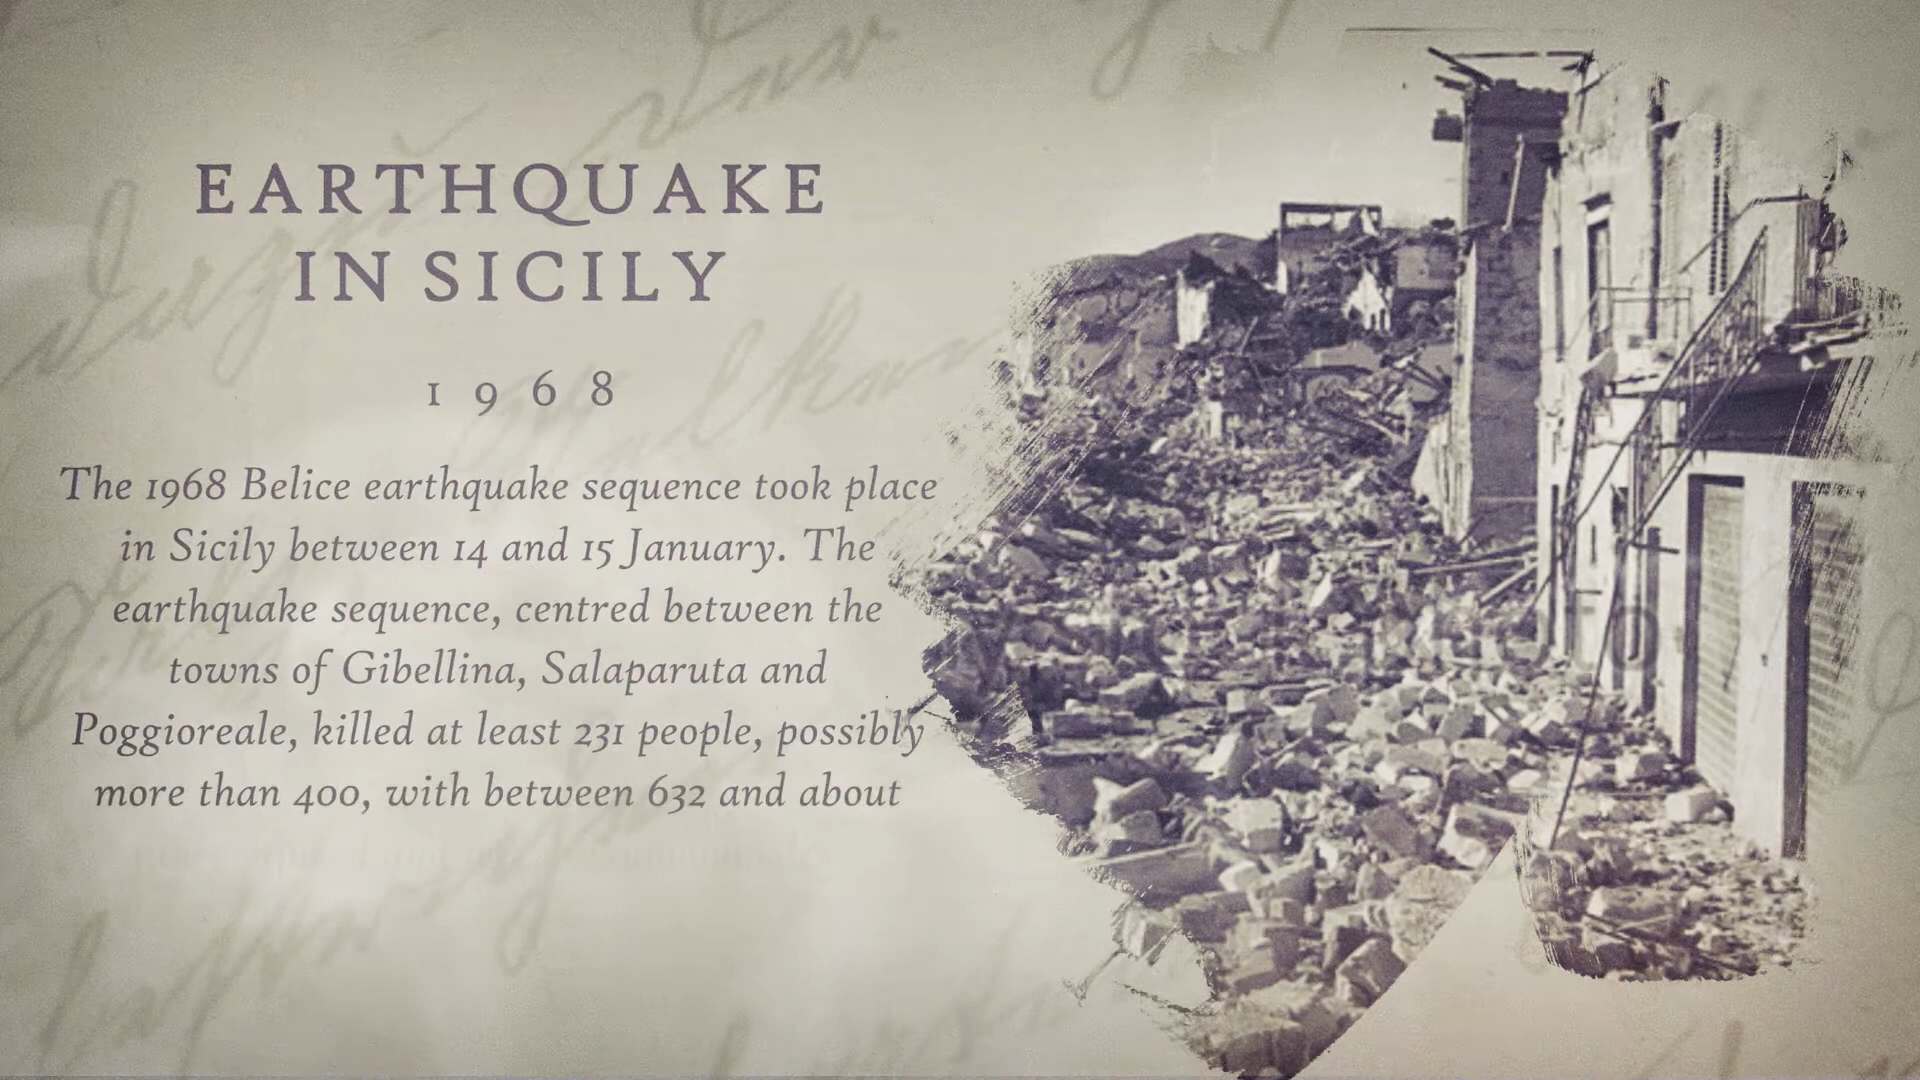 EARTHQUAKE
IN SICILY
1968
The 1968 Belice earthquake sequence took place
in Sicily between 14 and 15 January. The
earthquake sequence, centred between the
towns of Gibellina, Salaparuta and
Poggioreale, killed at least 231 people, possibly
more than 400, with between 632 and about